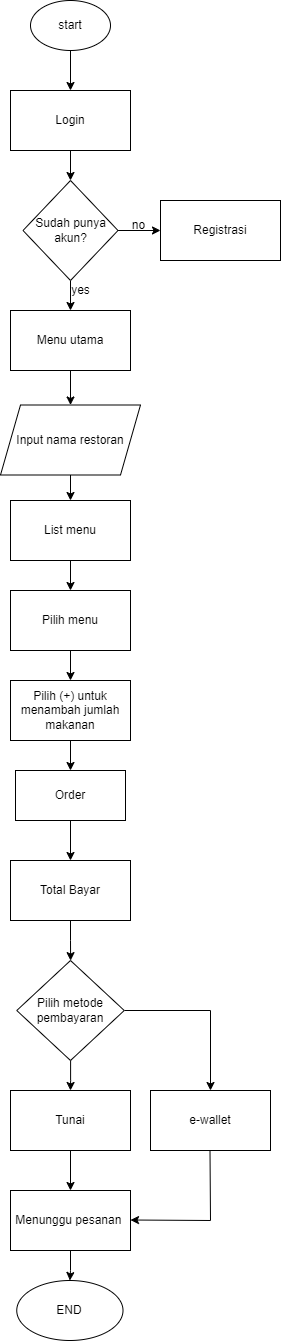 start
Login
Sudah punya
akun?
no
Registrasi
yes
Menu utama
Input nama restoran
List menu
Pilih menu
Pilih (+) untuk
menambah jumlah
makanan
Order
Total Bayar
Pilih metode
pembayaran
Tunai
e-wallet
Menunggu pesanan
END